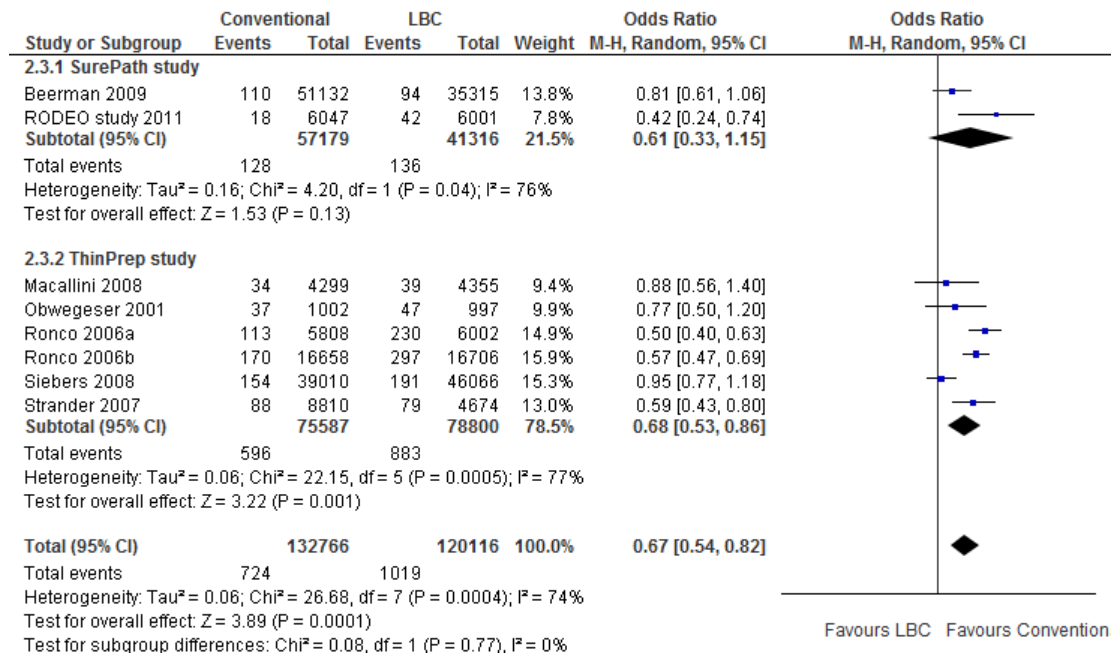 Conventional LBC Odds Ratio Odds Ratio
Study or Subgroup Events Total Events Total Weight M-H, Random, 95% CI M-H, Random, 95% CI
2.3.1 SurePath study
Beerman 2009 110 51132 94 35315 13.8% 0.81 [0.61, 1.06]
RODEO study 2011 18 6047 42 6001 7.8% 0.42 [0.24, 0.74]
Subtotal (95% CI) 57179 41316 21.5% 0.61 [0.33, 1.15]
Total events 128 136
Heterogeneity: Tau² = 0.16; Chi² = 4.20, df = 1 (P = 0.04); I² = 76%
Test for overall effect: Z = 1.53 (P = 0.13)
2.3.2 ThinPrep study
Macallini 2008 34 4299 39 4355 9.4% 0.88 [0.56, 1.40]
Obwegeser 2001 37 1002 47 997 9.9% 0.77 [0.50, 1.20]
Ronco 2006a 113 5808 230 6002 14.9% 0.50 [0.40, 0.63]
Ronco 2006b 170 16658 297 16706 15.9% 0.57 [0.47, 0.69]
Siebers 2008 154 39010 191 46066 15.3% 0.95 [0.77, 1.18]
Strander 2007 88 8810 79 4674 13.0% 0.59 [0.43, 0.80]
Subtotal (95% CI) 75587 78800 78.5% 0.68 [0.53, 0.86]
Total events 596 883
Heterogeneity: Tau² = 0.06; Chi² = 22.15, df = 5 (P = 0.0005); I² = 77%
Test for overall effect: Z = 3.22 (P = 0.001)
Total (95% CI) 132766 120116 100.0% 0.67 [0.54, 0.82]
Total events 724 1019
Heterogeneity: Tau² = 0.06; Chi² = 26.68, df = 7 (P = 0.0004); I² = 74%
Test for overall effect: Z = 3.89 (P = 0.0001)
Test for subgroup differences: Chi² = 0.08, df = 1 (P = 0.77), I² = 0%
Favours LBC Favours Convention